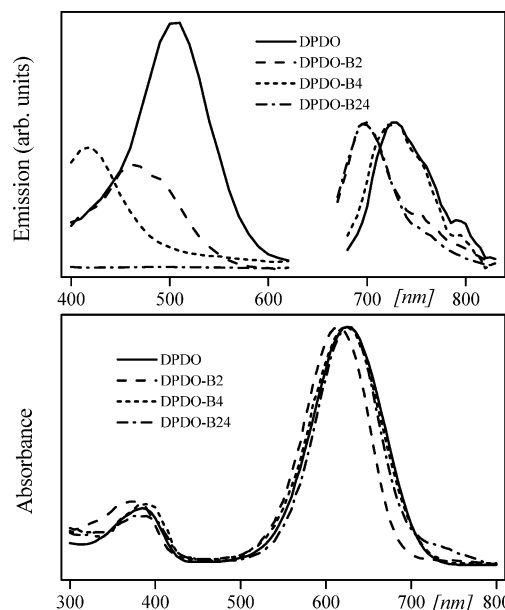 Emission (arb. units)
DPDO
DPDO-B2
DPDO-B4
DPDO-B24
400 500 600 700 [nm] 800
Absorbance
DPDO
DPDO-B2
DPDO-B4
DPDO-B24
300 400 500 600 700 [nm] 800